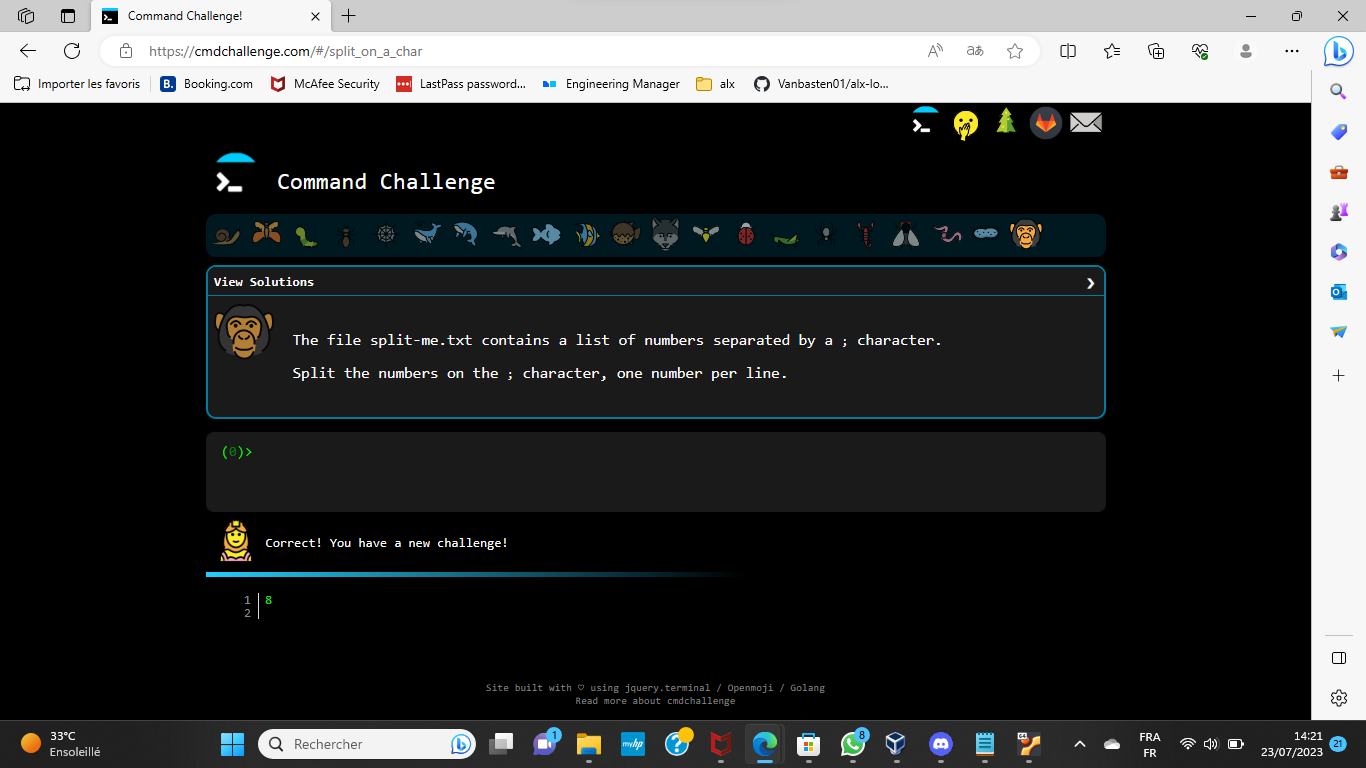 Command Challenge!
https://cmdchallenge.com/#/split_on_a_char
Importer les favoris
B. Booking.com
McAfee Security
LastPass password...
Engineering Manager
alx
Vanbasten01/alx-lo...
Command Challenge
View Solutions
The file split-me.txt contains a list of numbers separated by a ; character.
Split the numbers on the ; character, one number per line.
(0)>
Correct! You have a new challenge!
1 8
2
Site built with ♡ using jquery.terminal / Openmoji / Golang
Read more about cmdchallenge
33°C
Ensoleillé
Rechercher
1
myhp
8
FRA
FR
14:21
23/07/2023
21